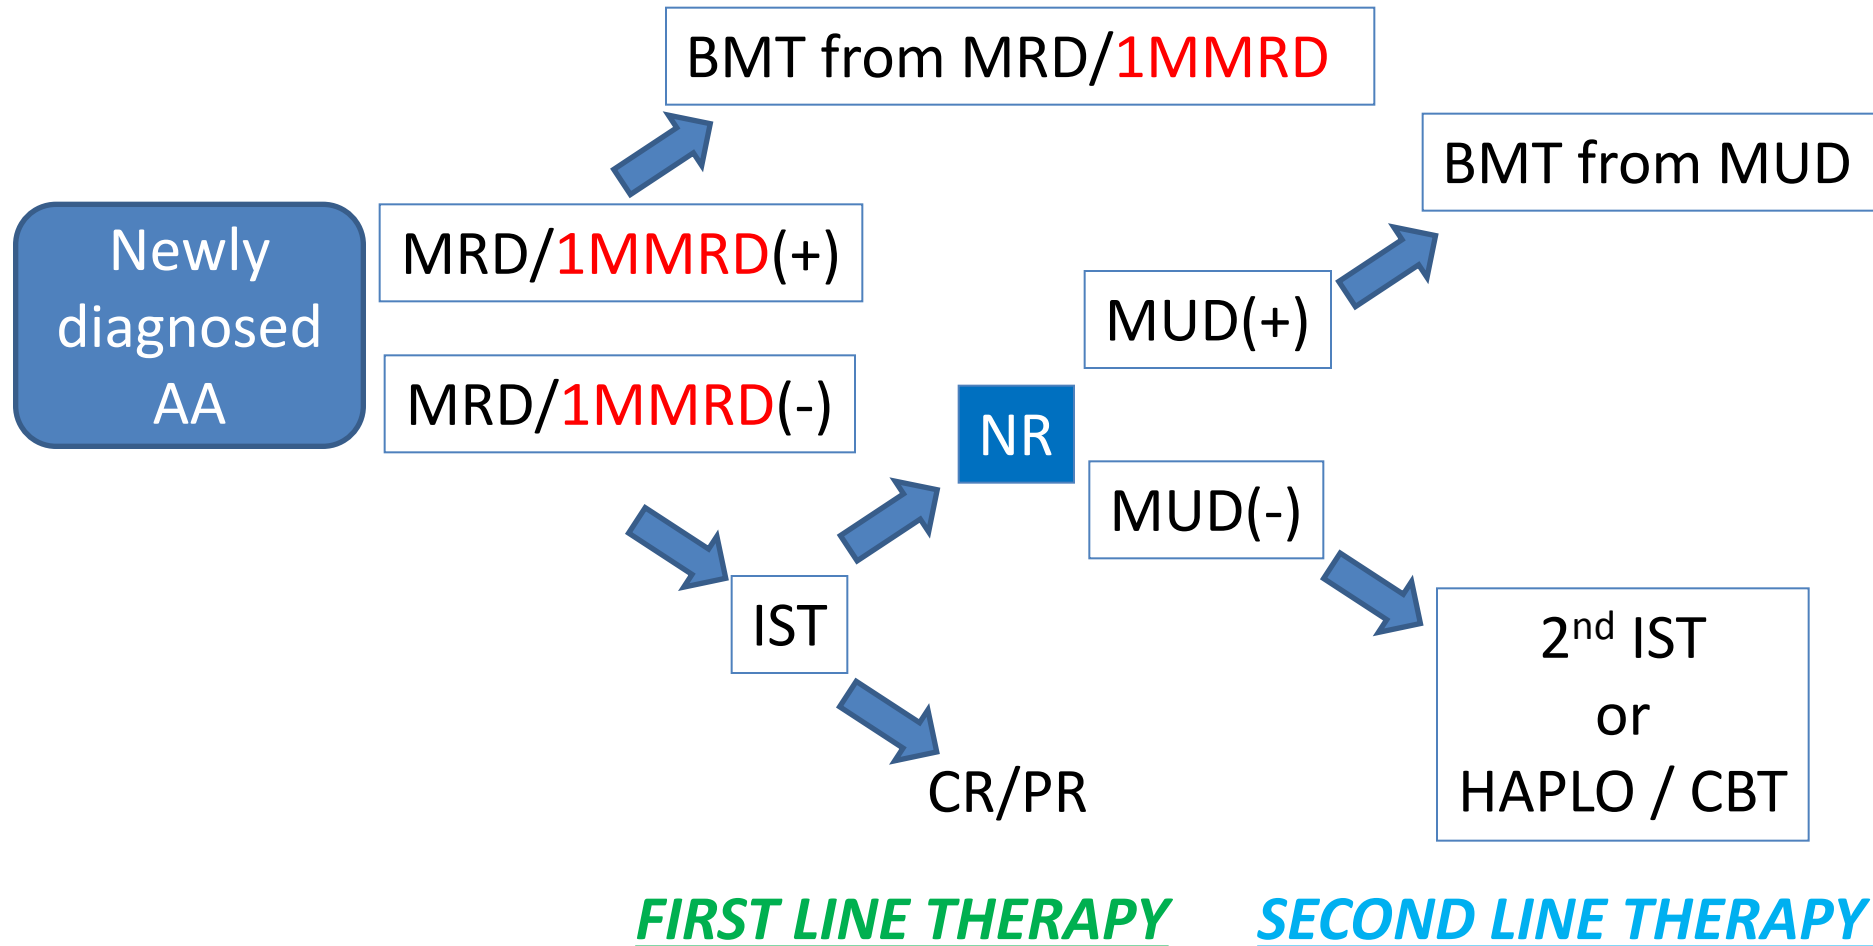 BMT from MRD/1MMRD
BMT from MUD
Newly
diagnosed
AA
MRD/1MMRD(+)
MRD/1MMRD(-)
MUD(+)
NR
MUD(-)
IST
CR/PR
2nd IST
or
HAPLO / CBT
FIRST LINE THERAPY
SECOND LINE THERAPY